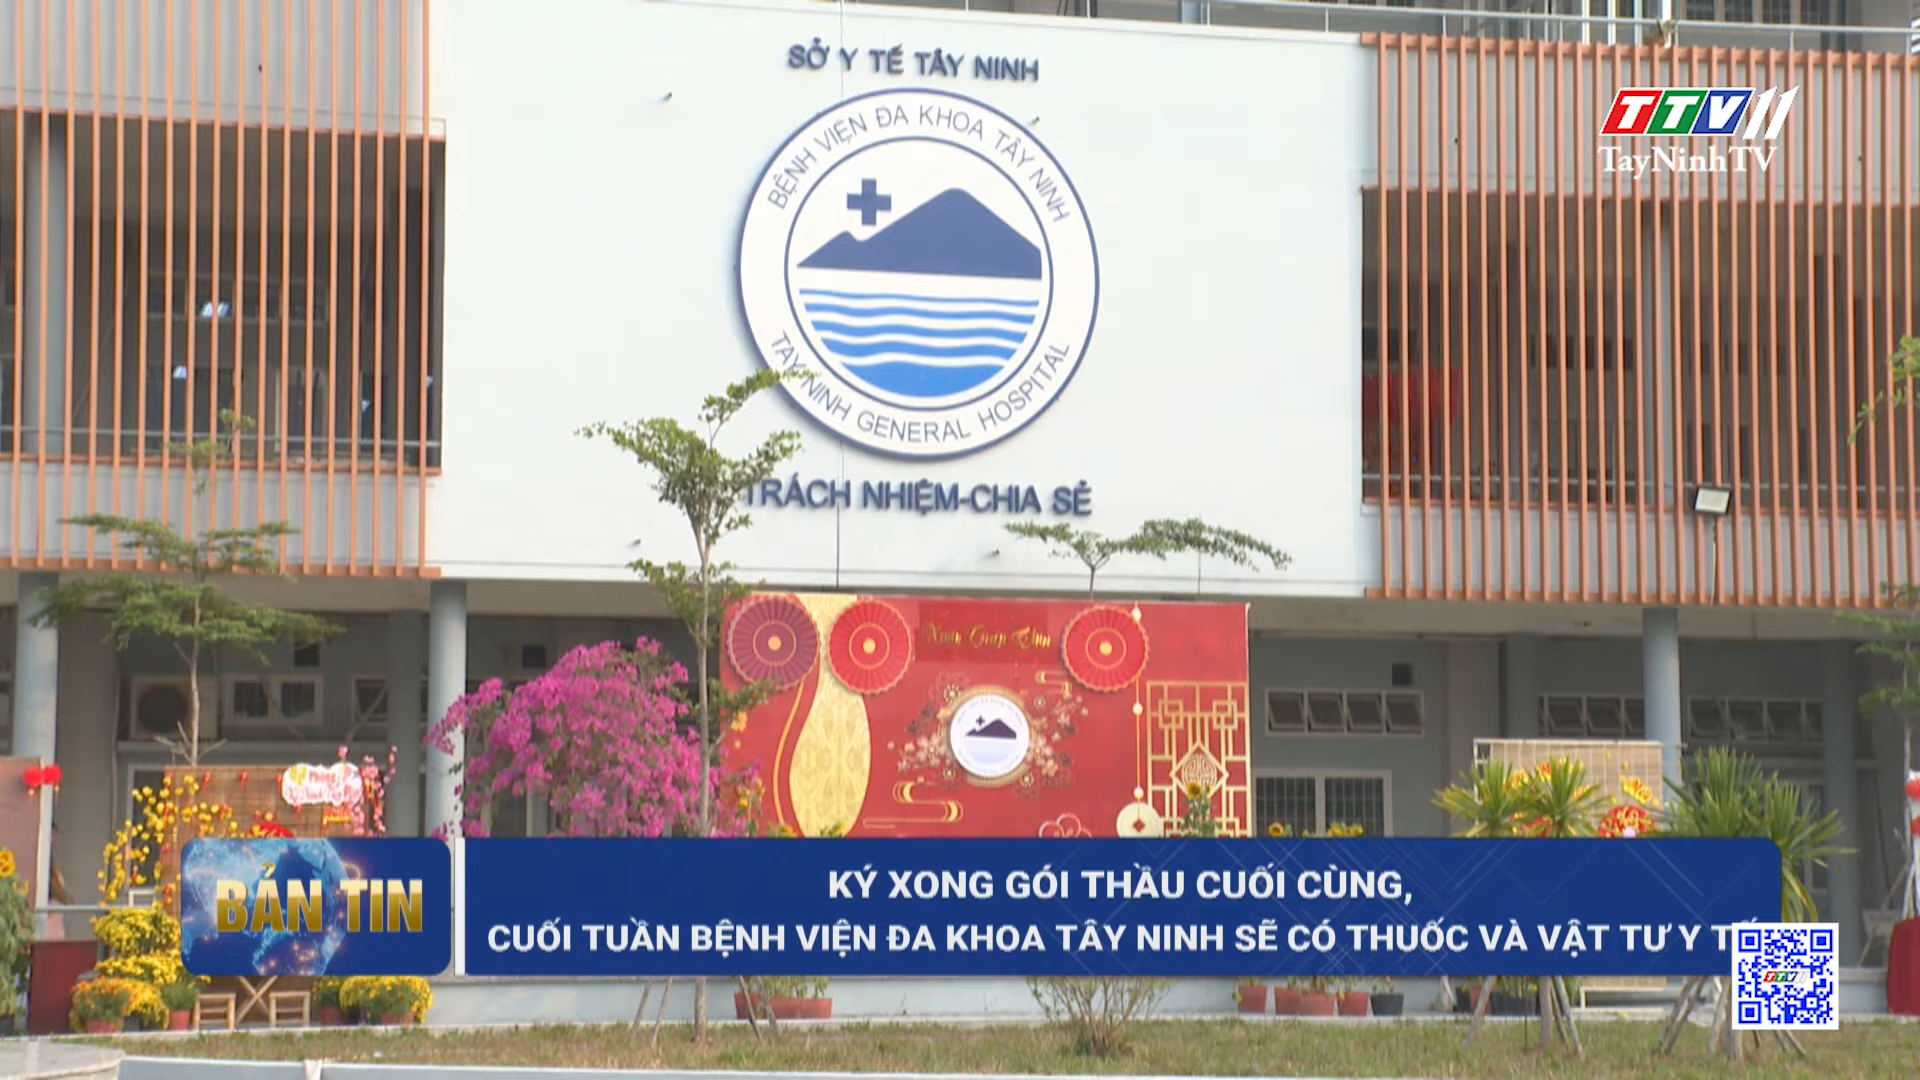 SỞ Y TẾ TÂY NINH
BỆNH VIỆN ĐA KHOA TÂY NINH
TAY NINH GENERAL HOSPITAL
TRÁCH NHIỆM-CHIA SẺ
TTV11
TayNinhTV
Xuân Giáp Thìn
BẢN TIN
KÝ XONG GÓI THẦU CUỐI CÙNG,
CUỐI TUẦN BỆNH VIỆN ĐA KHOA TÂY NINH SẼ CÓ THUỐC VÀ VẬT TƯ Y TẾ
TTV11